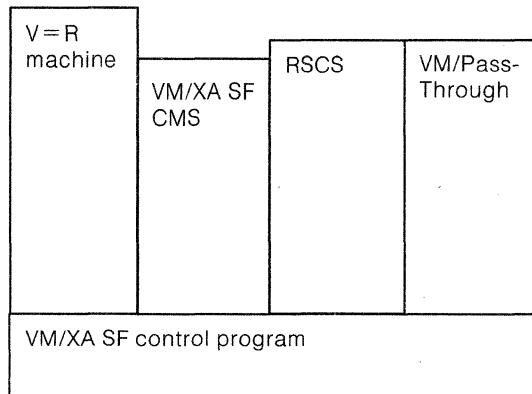 V=R
machine
VM/XA SF
CMS
RSCS
VM/Pass-
Through
VM/XA SF control program